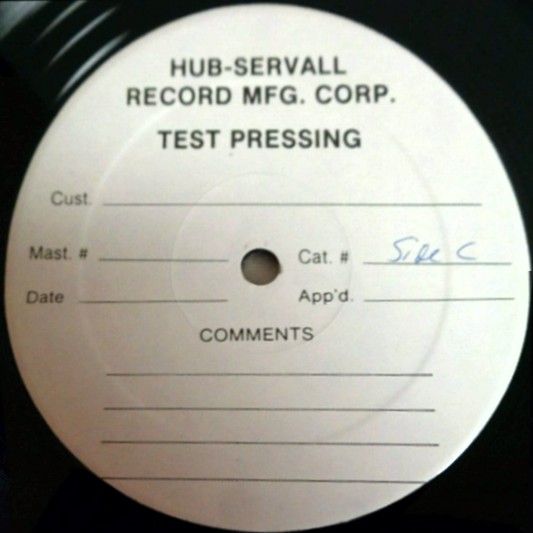 HUB-SERVALL
RECORD MFG. CORP.
TEST PRESSING
Cust.
Mast. # Cat. # Side C
Date App'd.
COMMENTS